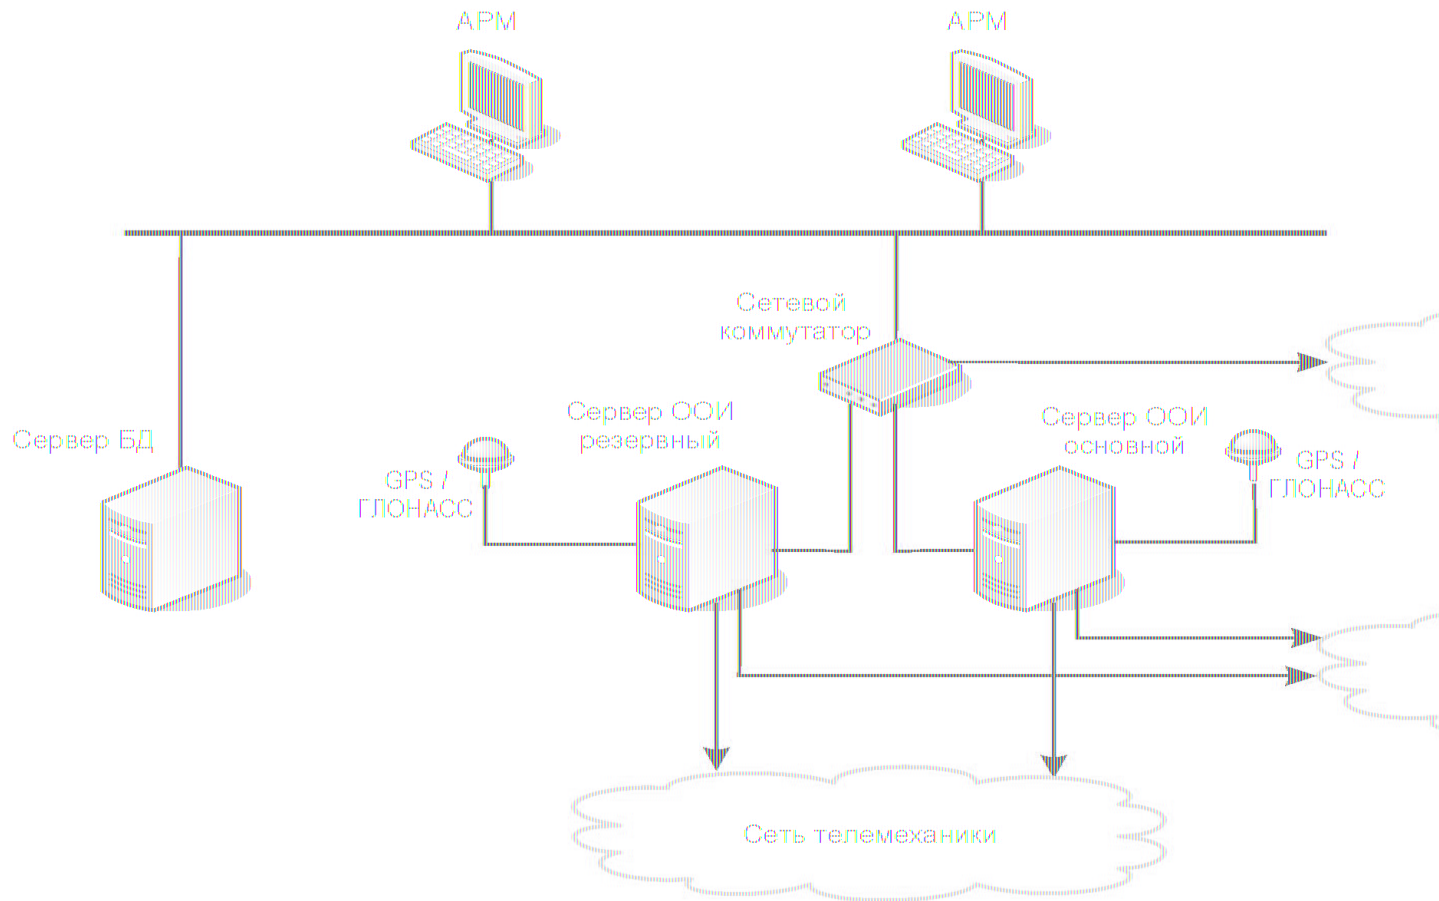 АРМ
АРМ
Сетевой
коммутатор
Сервер БД
GPS /
ГЛОНАСС
Сервер ООИ
резервный
Сервер ООИ
основной
GPS /
ГЛОНАСС
Сеть телемеханики